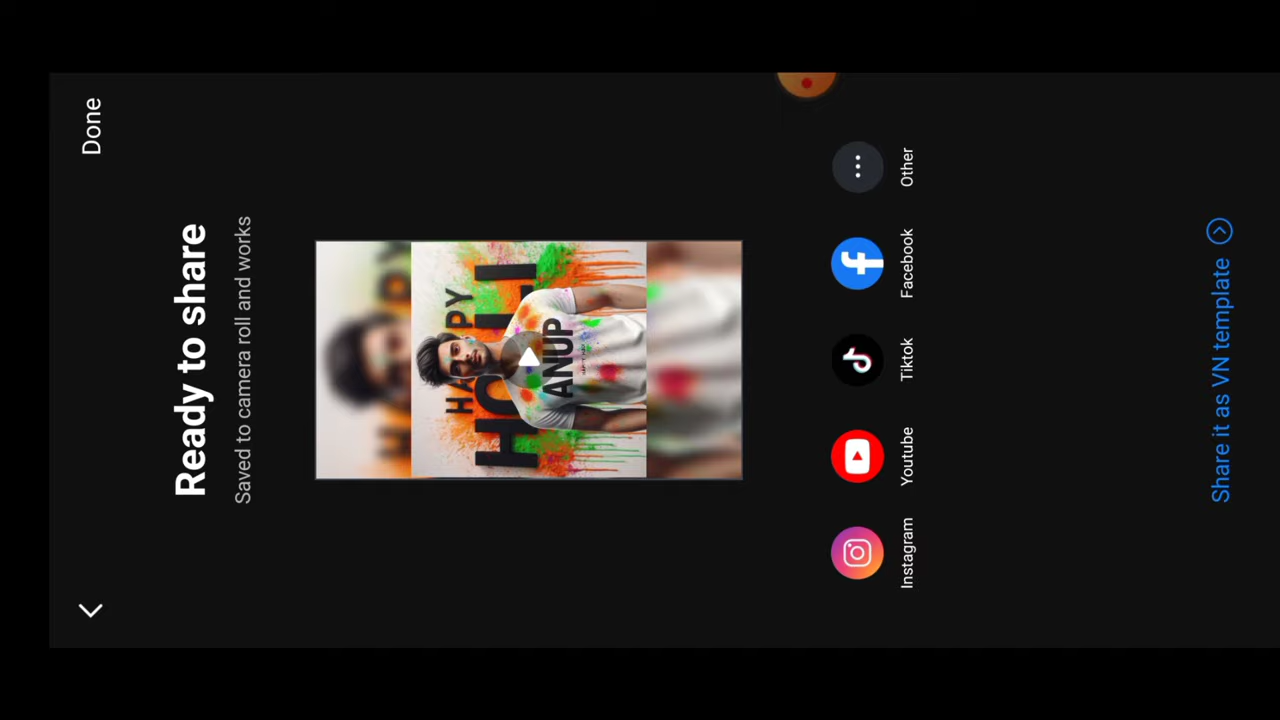 Done
Ready to share
Saved to camera roll and works
HAPPY
HOLI
ANUP
Instagram
Youtube
Tiktok
Facebook
Other
Share it as VN template